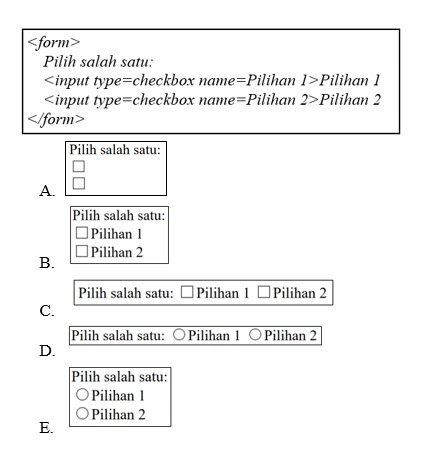 <form>
Pilih salah satu:
<input type=checkbox name=Pilihan 1>Pilihan 1
<input type=checkbox name=Pilihan 2>Pilihan 2
</form>
Pilih salah satu:
A.
Pilih salah satu:
Pilihan 1
Pilihan 2
B.
Pilih salah satu: Pilihan 1 Pilihan 2
C.
Pilih salah satu: Pilihan 1 Pilihan 2
D.
Pilih salah satu:
Pilihan 1
Pilihan 2
E.